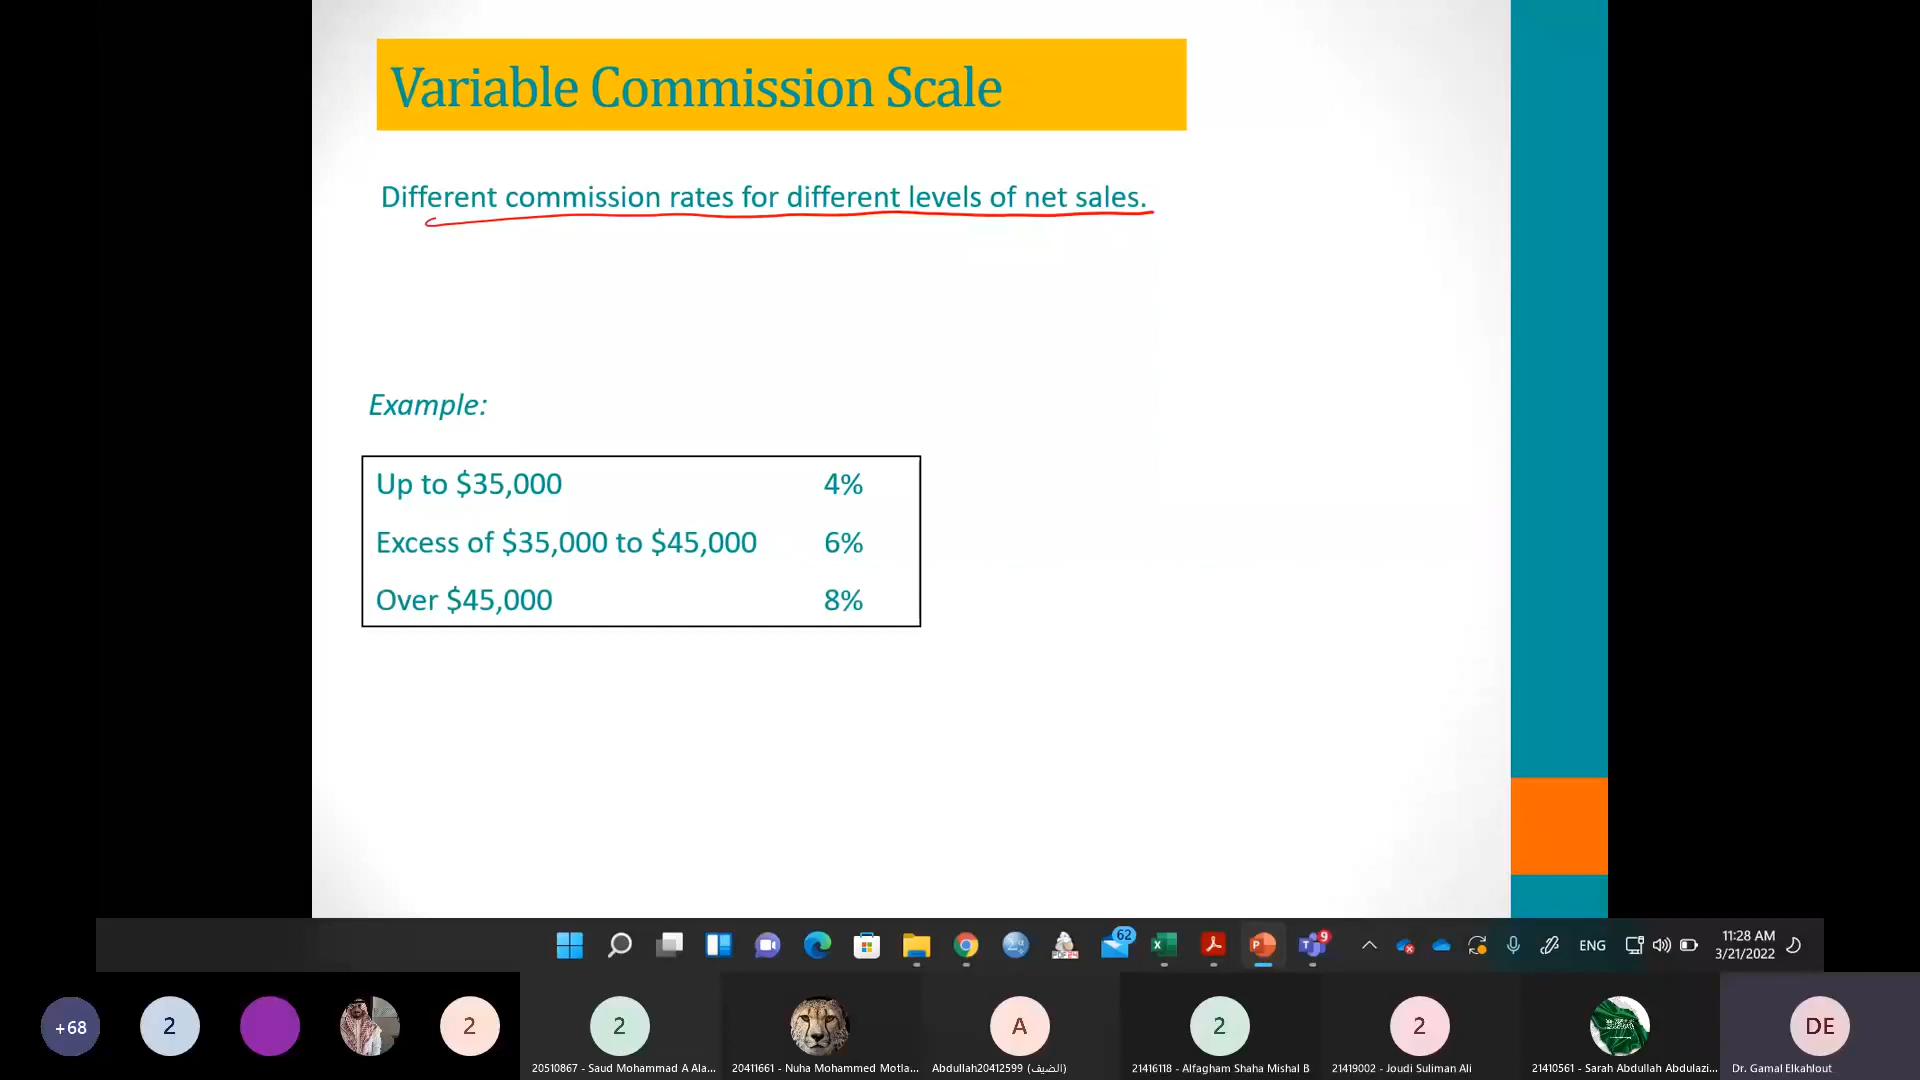 Variable Commission Scale
Different commission rates for different levels of net sales.
Example:
Up to $35,000 4%
Excess of $35,000 to $45,000 6%
Over $45,000 8%
62
9
ENG
11:28 AM
3/21/2022
+68
2
2
2
A
2
2
DE
20510867 - Saud Mohammad A Ala...
20411661 - Nuha Mohammed Motla...
Abdullah20412599 (الضيف)
21416118 - Alfagham Shaha Mishal B
21419002 - Joudi Suliman Ali
21410561 - Sarah Abdullah Abdulazi...
Dr. Gamal Elkahlout